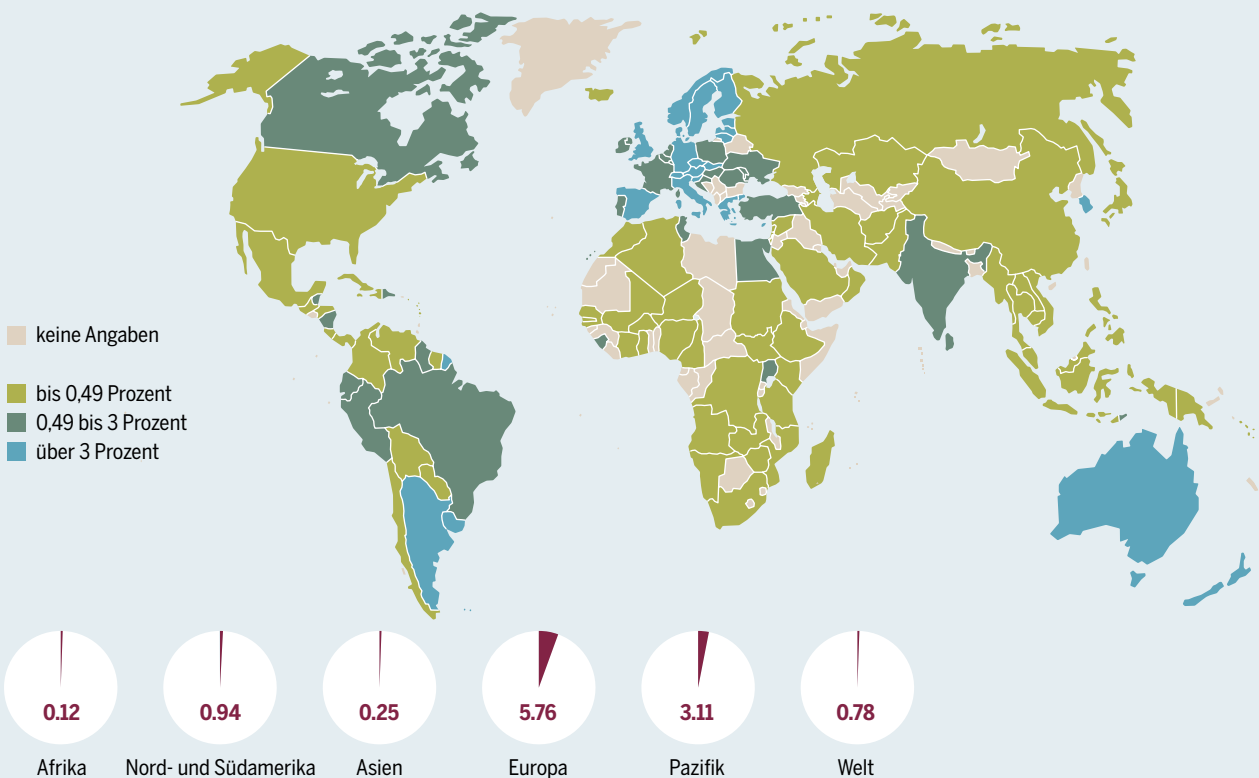 keine Angaben
bis 0,49 Prozent
0,49 bis 3 Prozent
über 3 Prozent
0.12
0.94
0.25
5.76
3.11
0.78
Afrika
Nord- und Südamerika
Asien
Europa
Pazifik
Welt